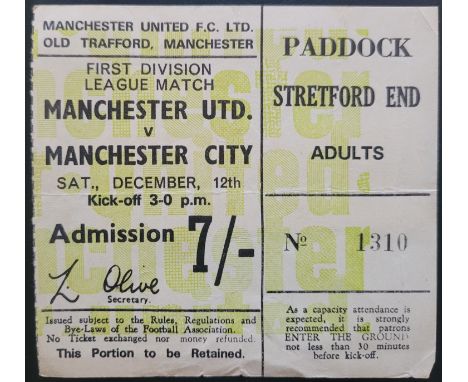 MANCHESTER UNITED F.C. LTD.
OLD TRAFFORD, MANCHESTER
FIRST DIVISION
LEAGUE MATCH
MANCHESTER UTD.
v
MANCHESTER CITY
SAT., DECEMBER, 12th
Kick-off 3-0 p.m.
Admission 7/-
L. Olive
Secretary.
Issued subject to the Rules, Regulations and
Bye-Laws of the Football Association.
No Ticket exchanged nor money refunded.
This Portion to be Retained.
PADDOCK
STRETFORD END
ADULTS
No 1310
As a capacity attendance is
expected, it is strongly
recommended that patrons
ENTER THE GROUND
not less than 30 minutes
before kick-off.